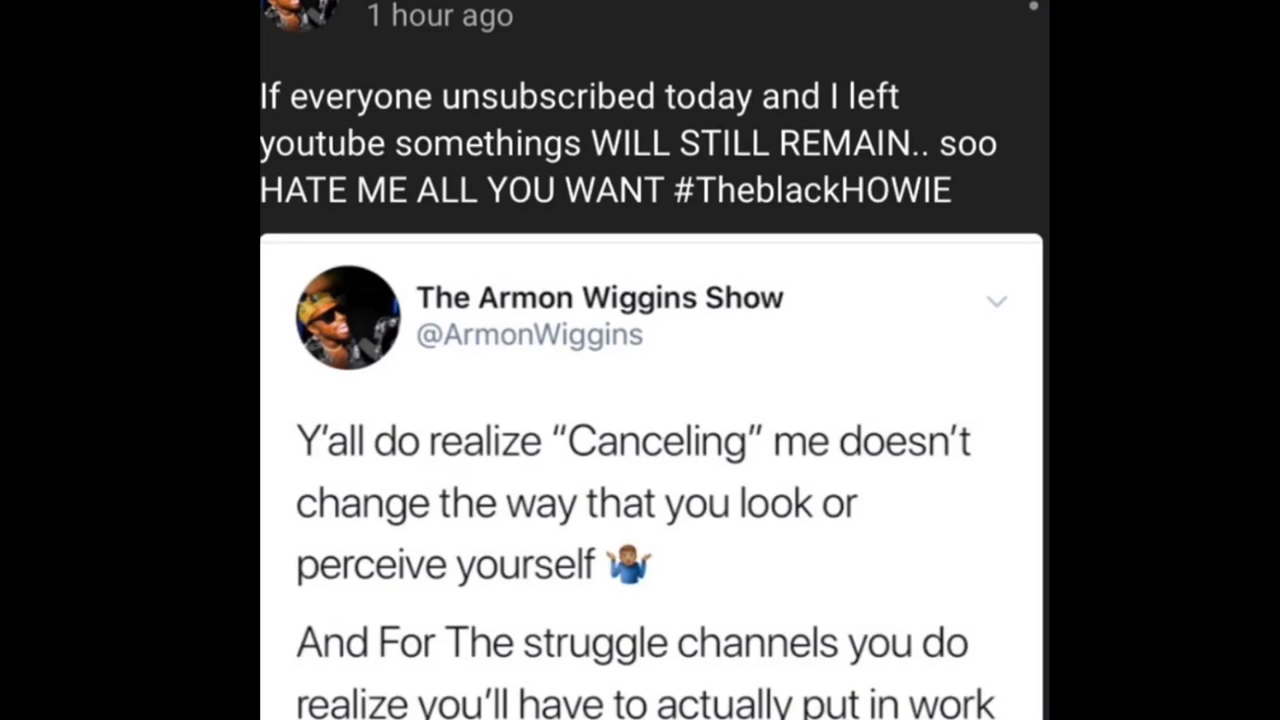 1 hour ago
If everyone unsubscribed today and I left
youtube somethings WILL STILL REMAIN.. soo
HATE ME ALL YOU WANT #TheblackHOWIE
The Armon Wiggins Show
@ArmonWiggins
Y'all do realize “Canceling” me doesn't
change the way that you look or
perceive yourself 🤷🏽‍♂️
And For The struggle channels you do
realize you'll have to actually put in work